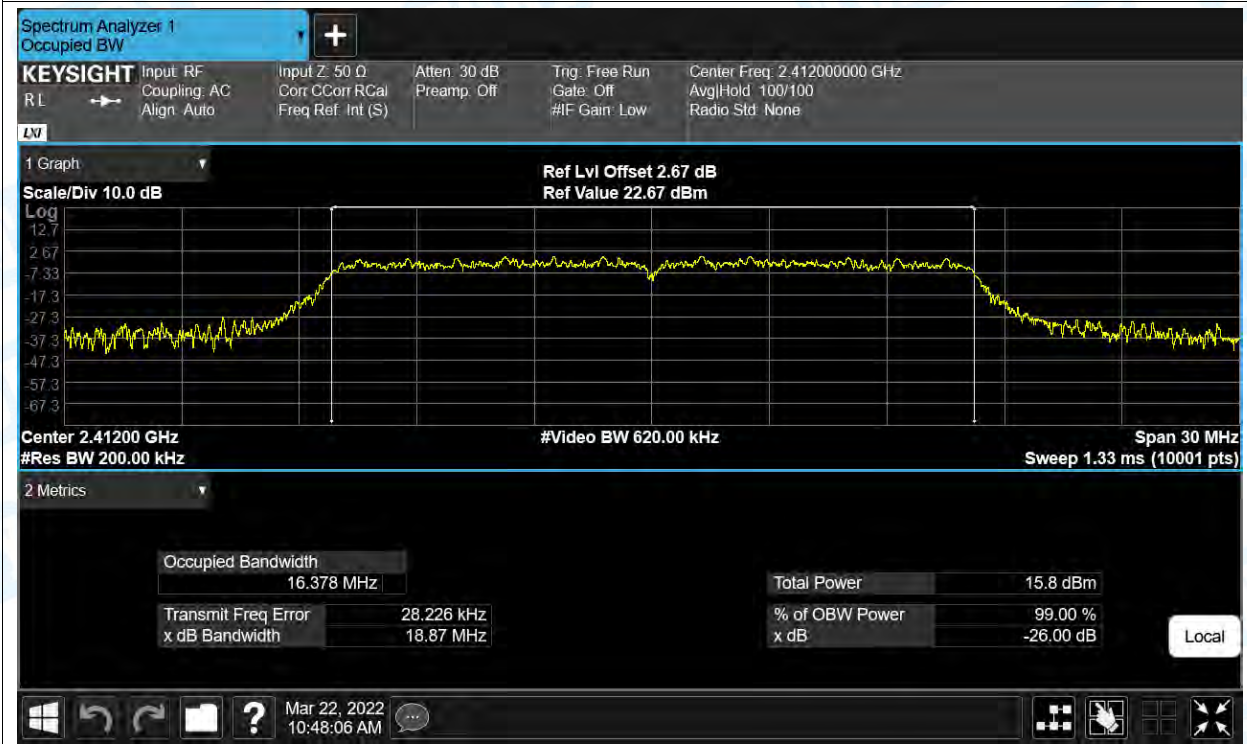 Spectrum Analyzer 1
Occupied BW
KEYSIGHT
RL
LXI
Input: RF
Coupling: AC
Align: Auto
Input Z: 50 Ω
Corr CCorr RCal
Freq Ref: Int (S)
Atten: 30 dB
Preamp: Off
Trig: Free Run
Gate: Off
#IF Gain: Low
Center Freq: 2.412000000 GHz
Avg|Hold: 100/100
Radio Std: None
1 Graph
Scale/Div 10.0 dB
Ref Lvl Offset 2.67 dB
Ref Value 22.67 dBm
Log
12.7
2.67
-7.33
-17.3
-27.3
-37.3
-47.3
-57.3
-67.3
Center 2.41200 GHz
#Res BW 200.00 kHz
#Video BW 620.00 kHz
Span 30 MHz
Sweep 1.33 ms (10001 pts)
2 Metrics
Occupied Bandwidth
16.378 MHz
Transmit Freq Error 28.226 kHz
x dB Bandwidth 18.87 MHz
Total Power 15.8 dBm
% of OBW Power 99.00 %
x dB -26.00 dB
Local
?
Mar 22, 2022
10:48:06 AM